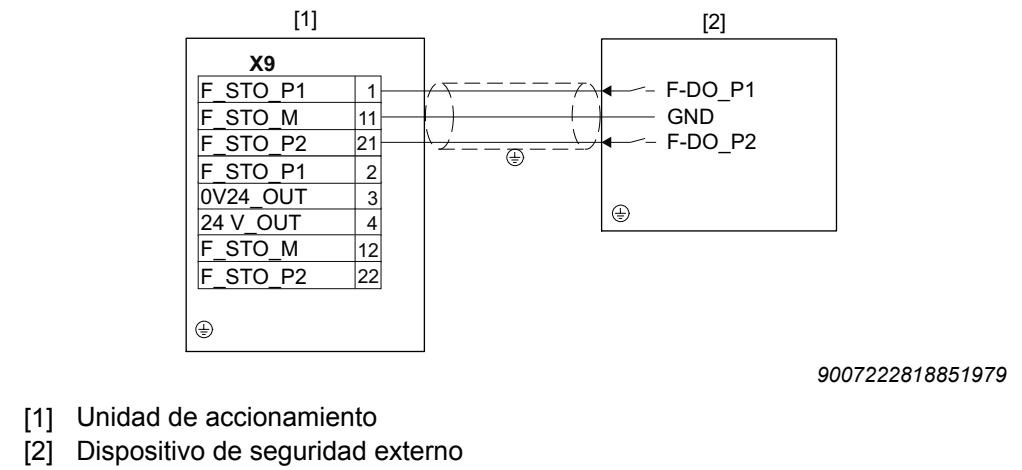 [1]
[2]
X9
F_STO_P1 1
F_STO_M 11
F_STO_P2 21
F_STO_P1 2
0V24_OUT 3
24 V_OUT 4
F_STO_M 12
F_STO_P2 22
F-DO_P1
GND
F-DO_P2
9007222818851979
[1] Unidad de accionamiento
[2] Dispositivo de seguridad externo